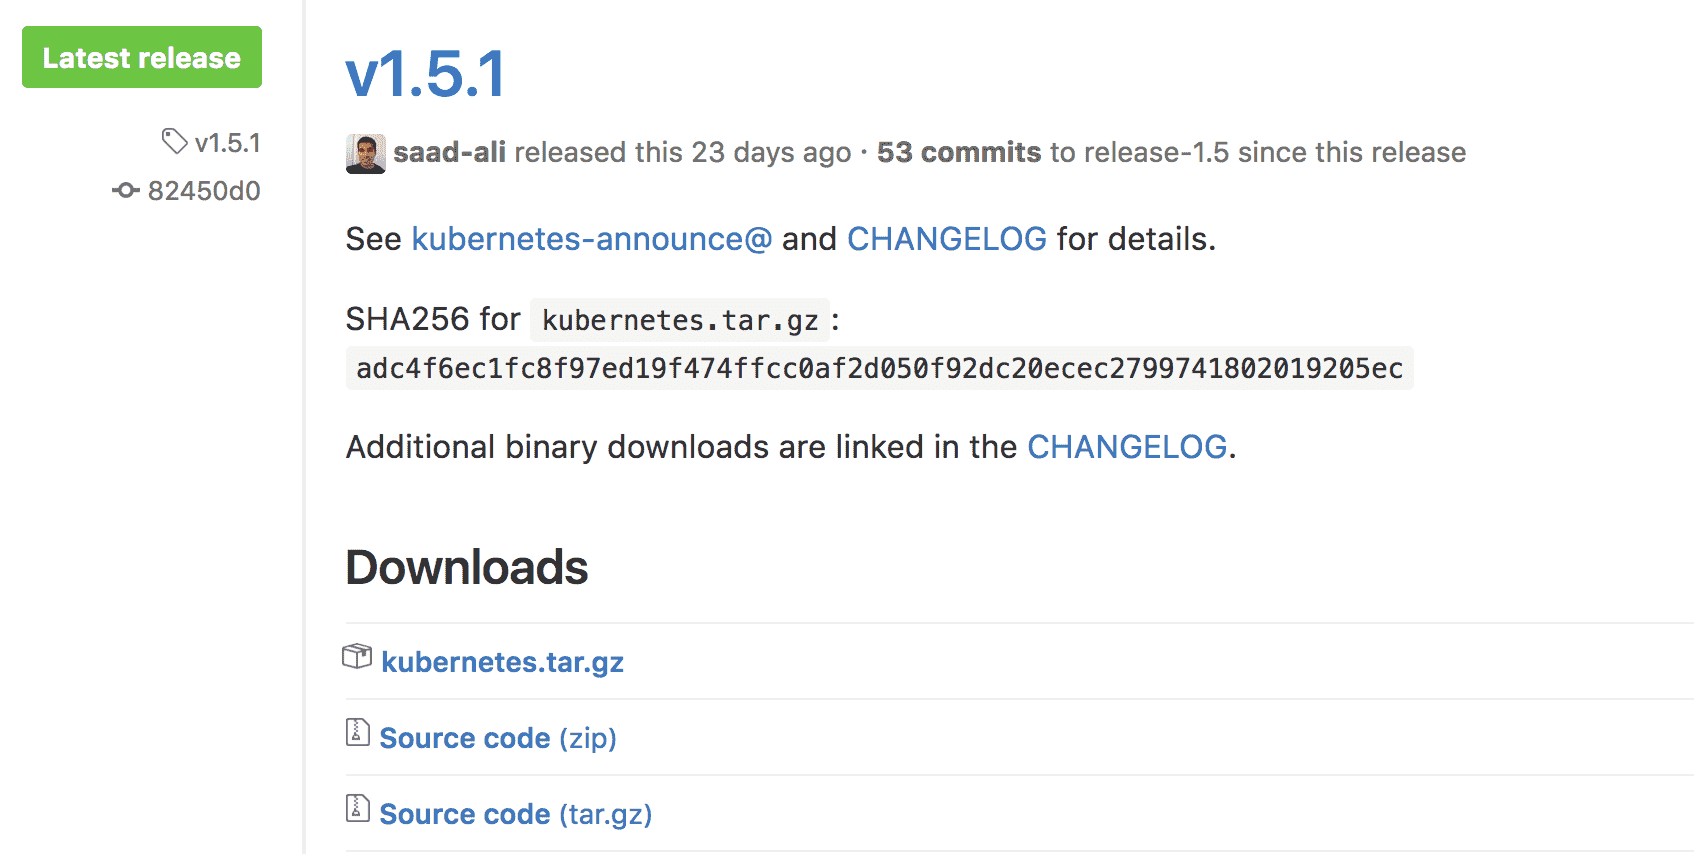 Latest release
v1.5.1
82450d0
v1.5.1
saad-ali released this 23 days ago · 53 commits to release-1.5 since this release
See kubernetes-announce@ and CHANGELOG for details.
SHA256 for kubernetes.tar.gz :
adc4f6ec1fc8f97ed19f474ffcc0af2d050f92dc20ecec2799741802019205ec
Additional binary downloads are linked in the CHANGELOG.
Downloads
kubernetes.tar.gz
Source code (zip)
Source code (tar.gz)